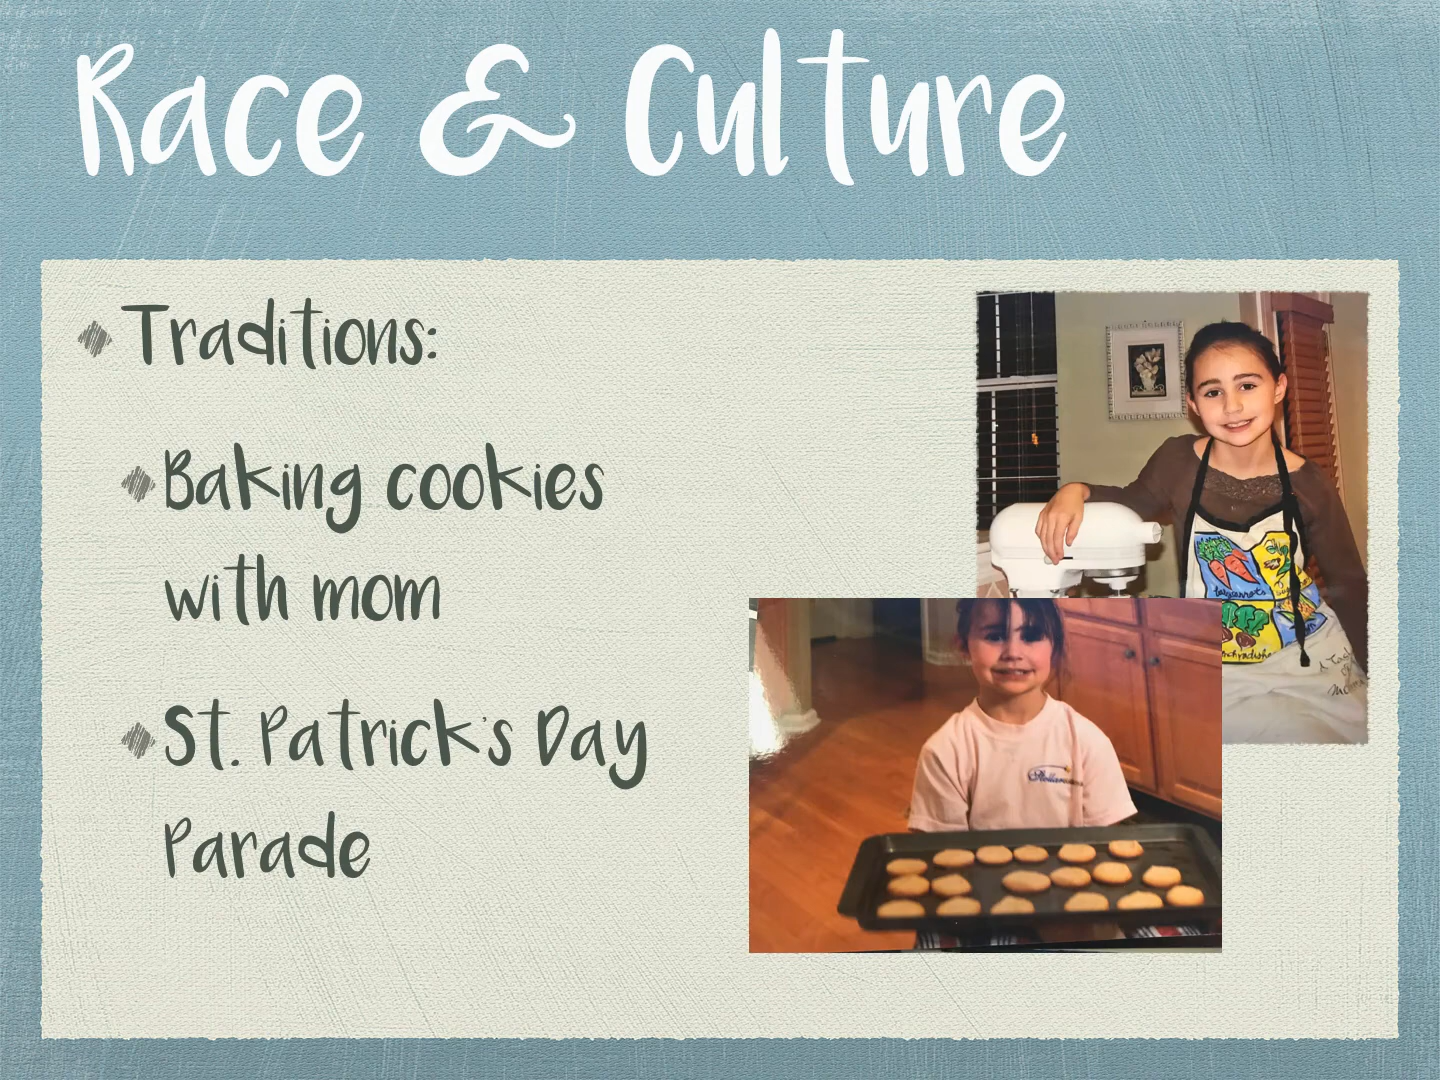 Race & Culture
Traditions:
Baking cookies
with mom
St. Patrick's Day
Parade